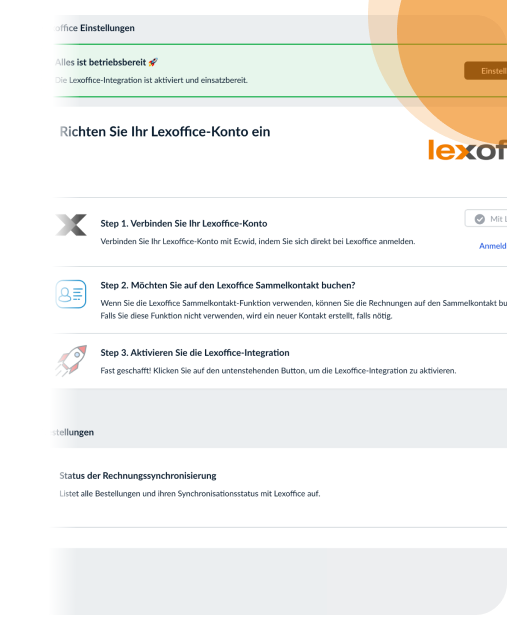 office Einstellungen
Alles ist betriebsbereit 🚀
Die Lexoffice-Integration ist aktiviert und einsatzbereit.
Einstell
Richten Sie Ihr Lexoffice-Konto ein
lexof
Step 1. Verbinden Sie Ihr Lexoffice-Konto
Mit L
Verbinden Sie Ihr Lexoffice-Konto mit Ecwid, indem Sie sich direkt bei Lexoffice anmelden.
Anmeld
Step 2. Möchten Sie auf den Lexoffice Sammelkontakt buchen?
Wenn Sie die Lexoffice Sammelkontakt-Funktion verwenden, können Sie die Rechnungen auf den Sammelkontakt bu
Falls Sie diese Funktion nicht verwenden, wird ein neuer Kontakt erstellt, falls nötig.
Step 3. Aktivieren Sie die Lexoffice-Integration
Fast geschafft! Klicken Sie auf den untenstehenden Button, um die Lexoffice-Integration zu aktivieren.
stellungen
Status der Rechnungssynchronisierung
Listet alle Bestellungen und ihren Synchronisationsstatus mit Lexoffice auf.